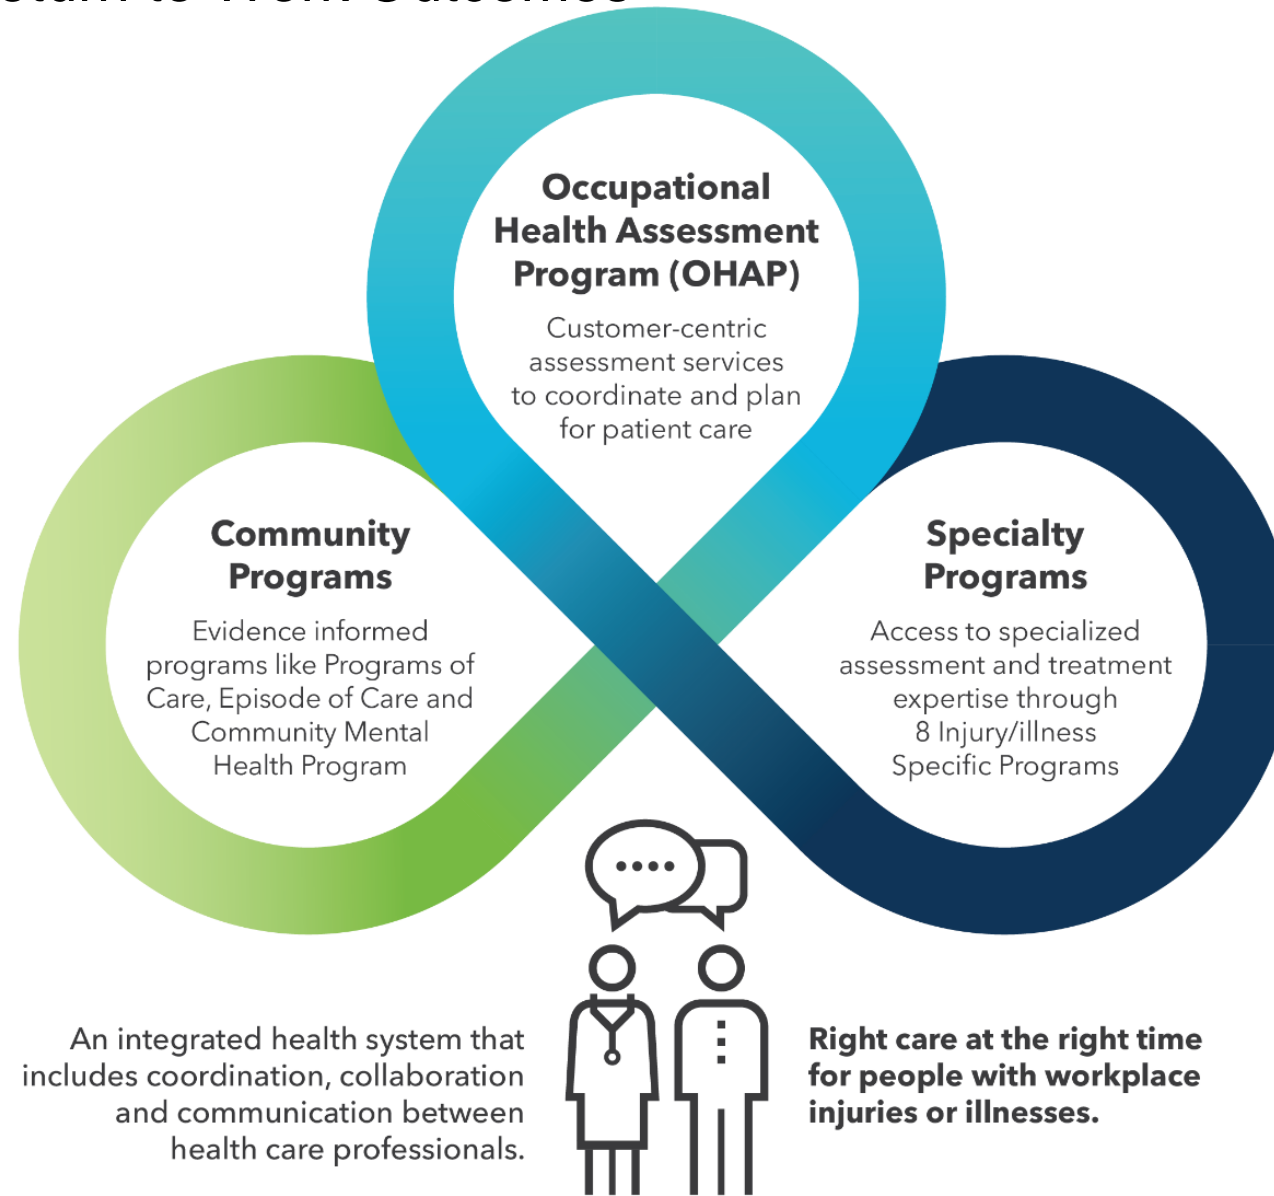 to Work Outcome
Occupational
Health Assessment
Program (OHAP)
Customer-centric
assessment services
to coordinate and plan
for patient care
Community
Programs
Evidence informed
programs like Programs of
Care, Episode of Care and
Community Mental
Health Program
Specialty
Programs
Access to specialized
assessment and treatment
expertise through
8 Injury/illness
Specific Programs
An integrated health system that
includes coordination, collaboration
and communication between
health care professionals.
Right care at the right time
for people with workplace
injuries or illnesses.